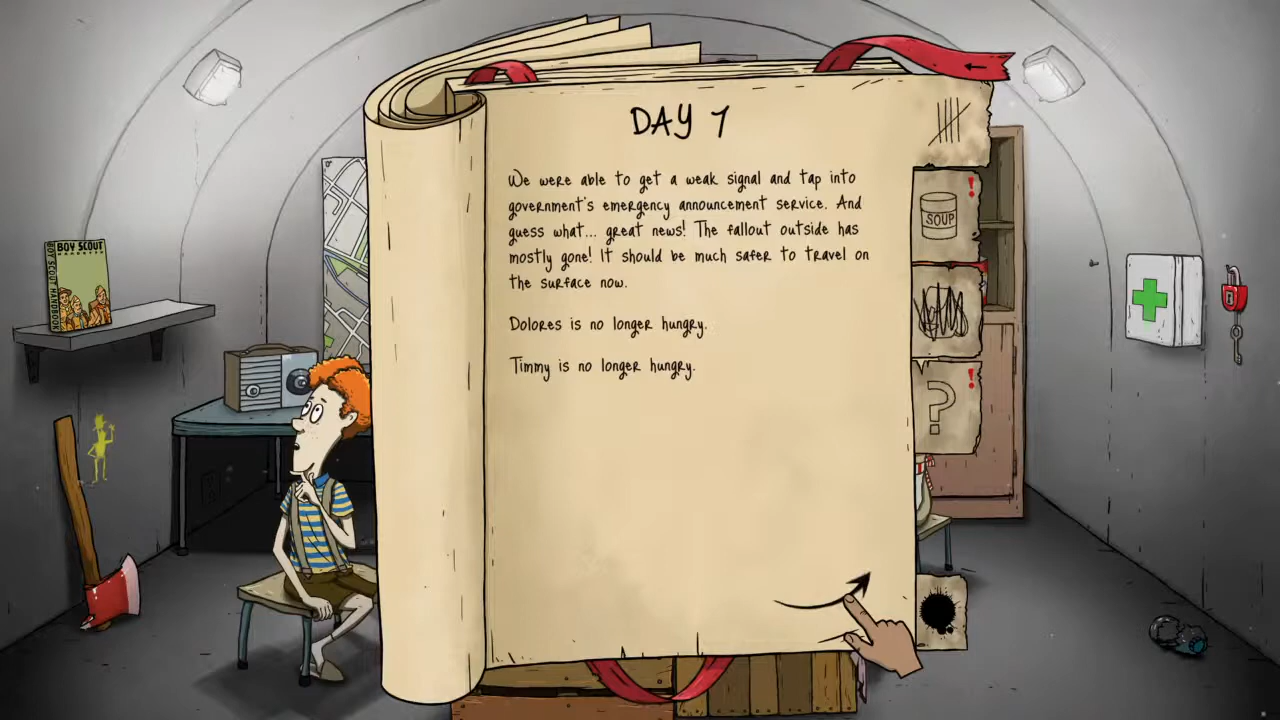 DAY 7
We were able to get a weak signal and tap into
government's emergency announcement service. And
guess what... great news! The fallout outside has
mostly gone! It should be much safer to travel on
the surface now.
Dolores is no longer hungry.
Timmy is no longer hungry.
BOY SCOUT
BOY SCOUT HANDBOOK
!
SOUP
!
?